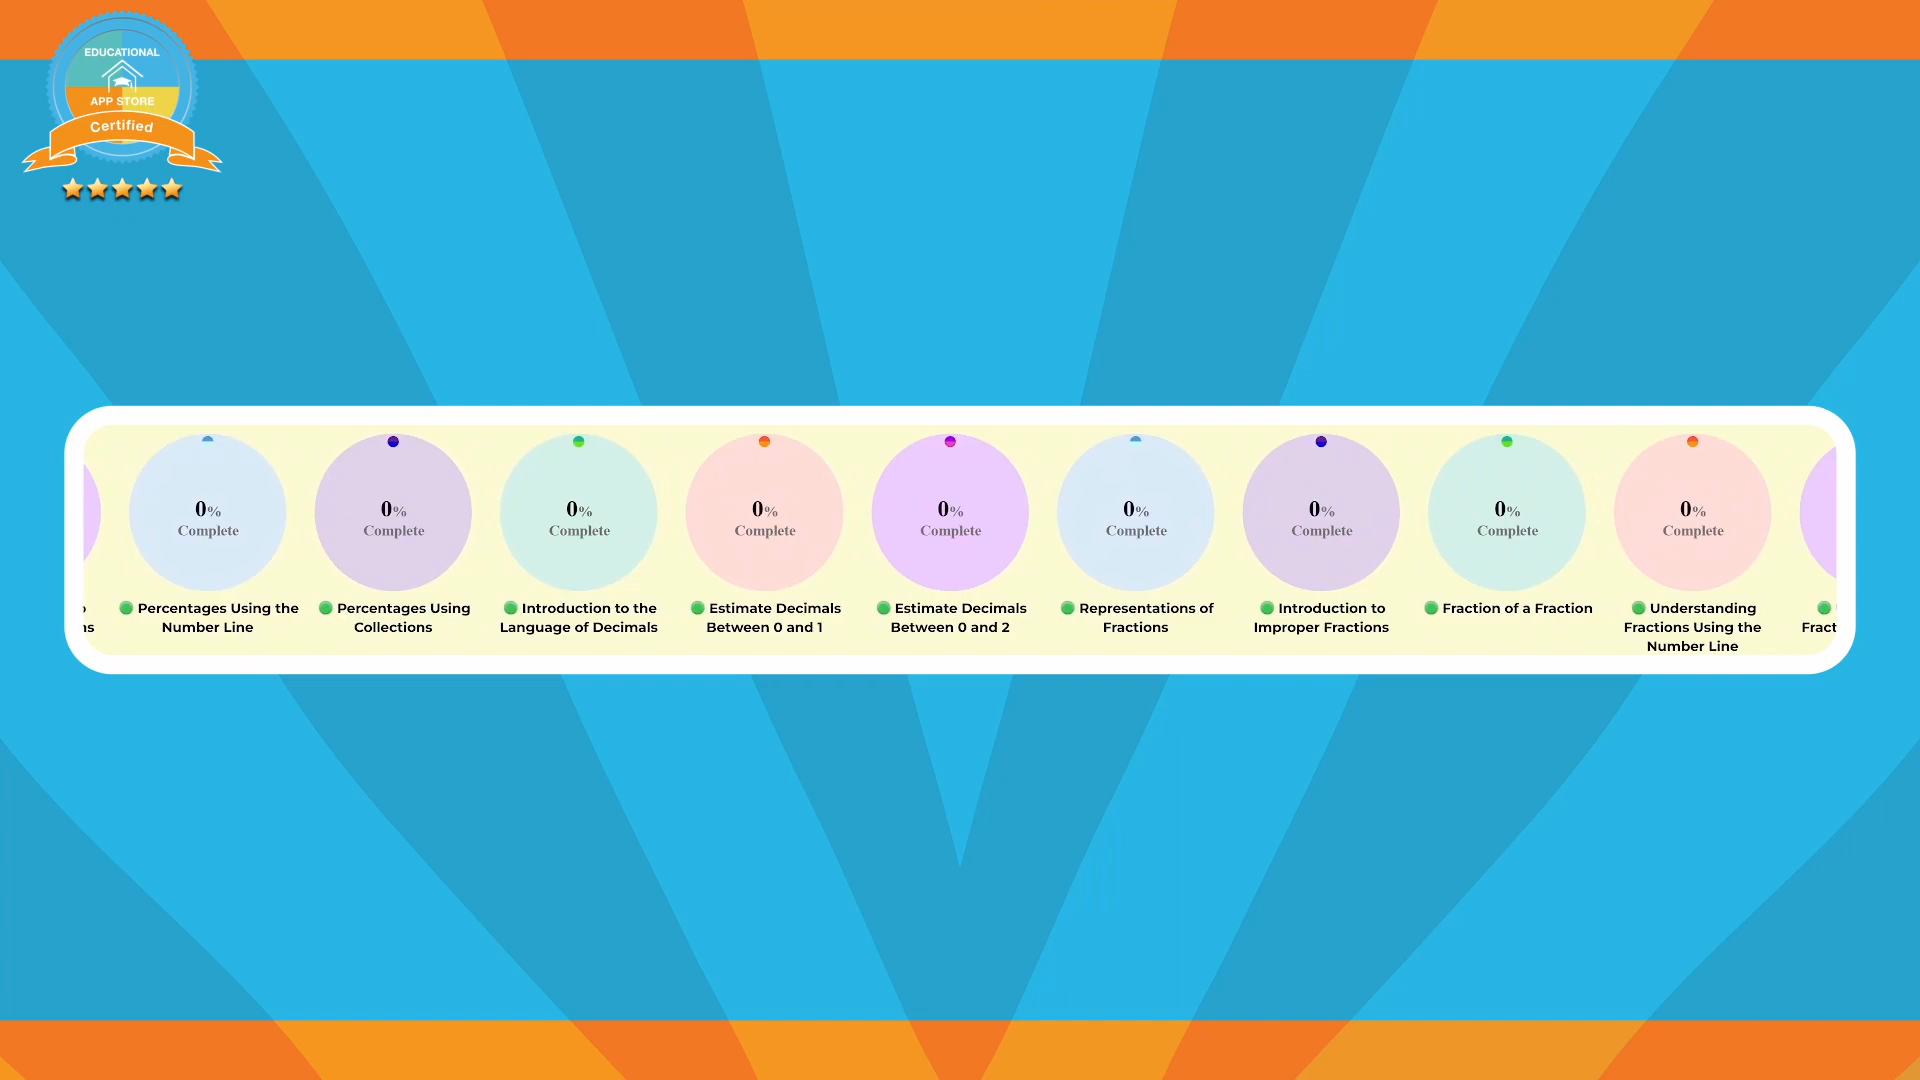 EDUCATIONAL
APP STORE
Certified
0%
Complete
Percentages Using the
Number Line
0%
Complete
Percentages Using
Collections
0%
Complete
Introduction to the
Language of Decimals
0%
Complete
Estimate Decimals
Between 0 and 1
0%
Complete
Estimate Decimals
Between 0 and 2
0%
Complete
Representations of
Fractions
0%
Complete
Introduction to
Improper Fractions
0%
Complete
Fraction of a Fraction
0%
Complete
Understanding
Fractions Using the
Number Line